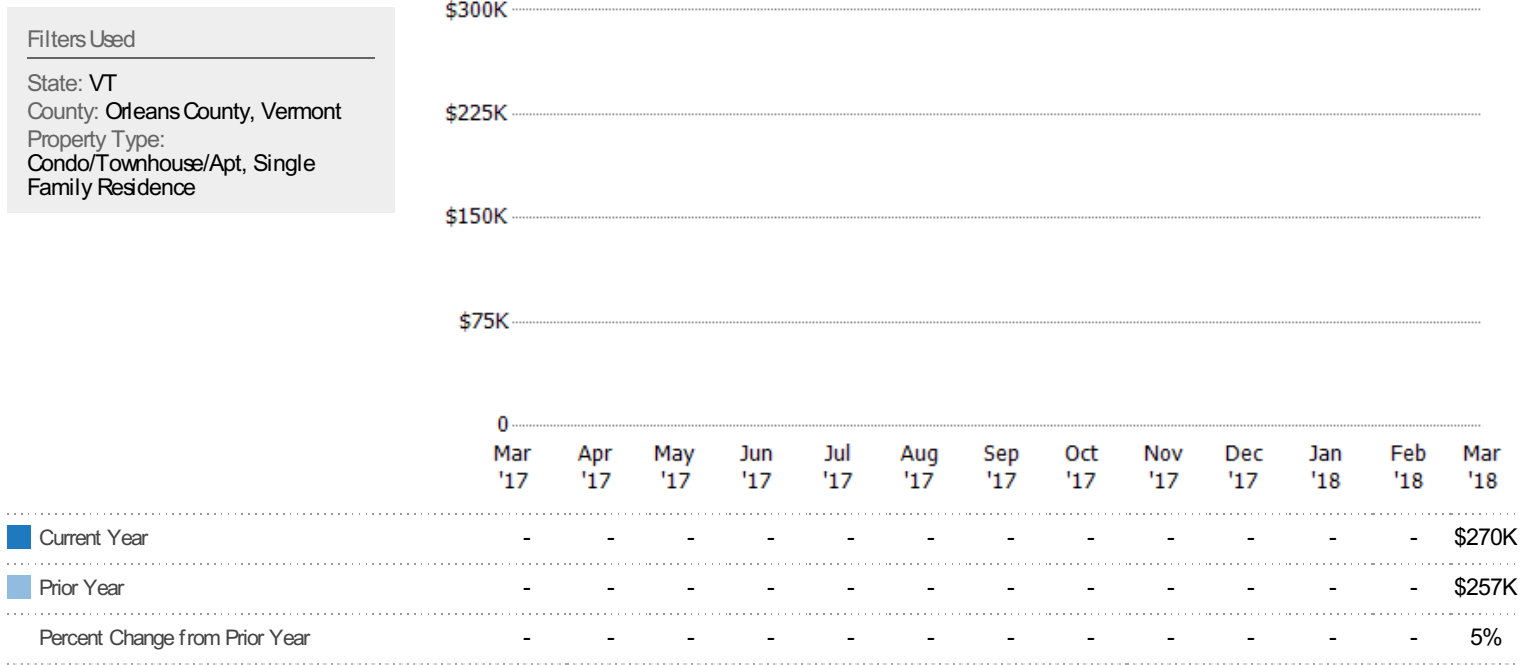 Filters Used
State: VT
County: Orleans County, Vermont
Property Type:
Condo/Townhouse/Apt, Single
Family Residence
$300K
$225K
$150K
$75K
0
Mar Apr May Jun Jul Aug Sep Oct Nov Dec Jan Feb Mar
'17 '17 '17 '17 '17 '17 '17 '17 '17 '17 '18 '18 '18
Current Year - - - - - - - - - - - - $270K
Prior Year - - - - - - - - - - - - $257K
Percent Change from Prior Year - - - - - - - - - - - - 5%